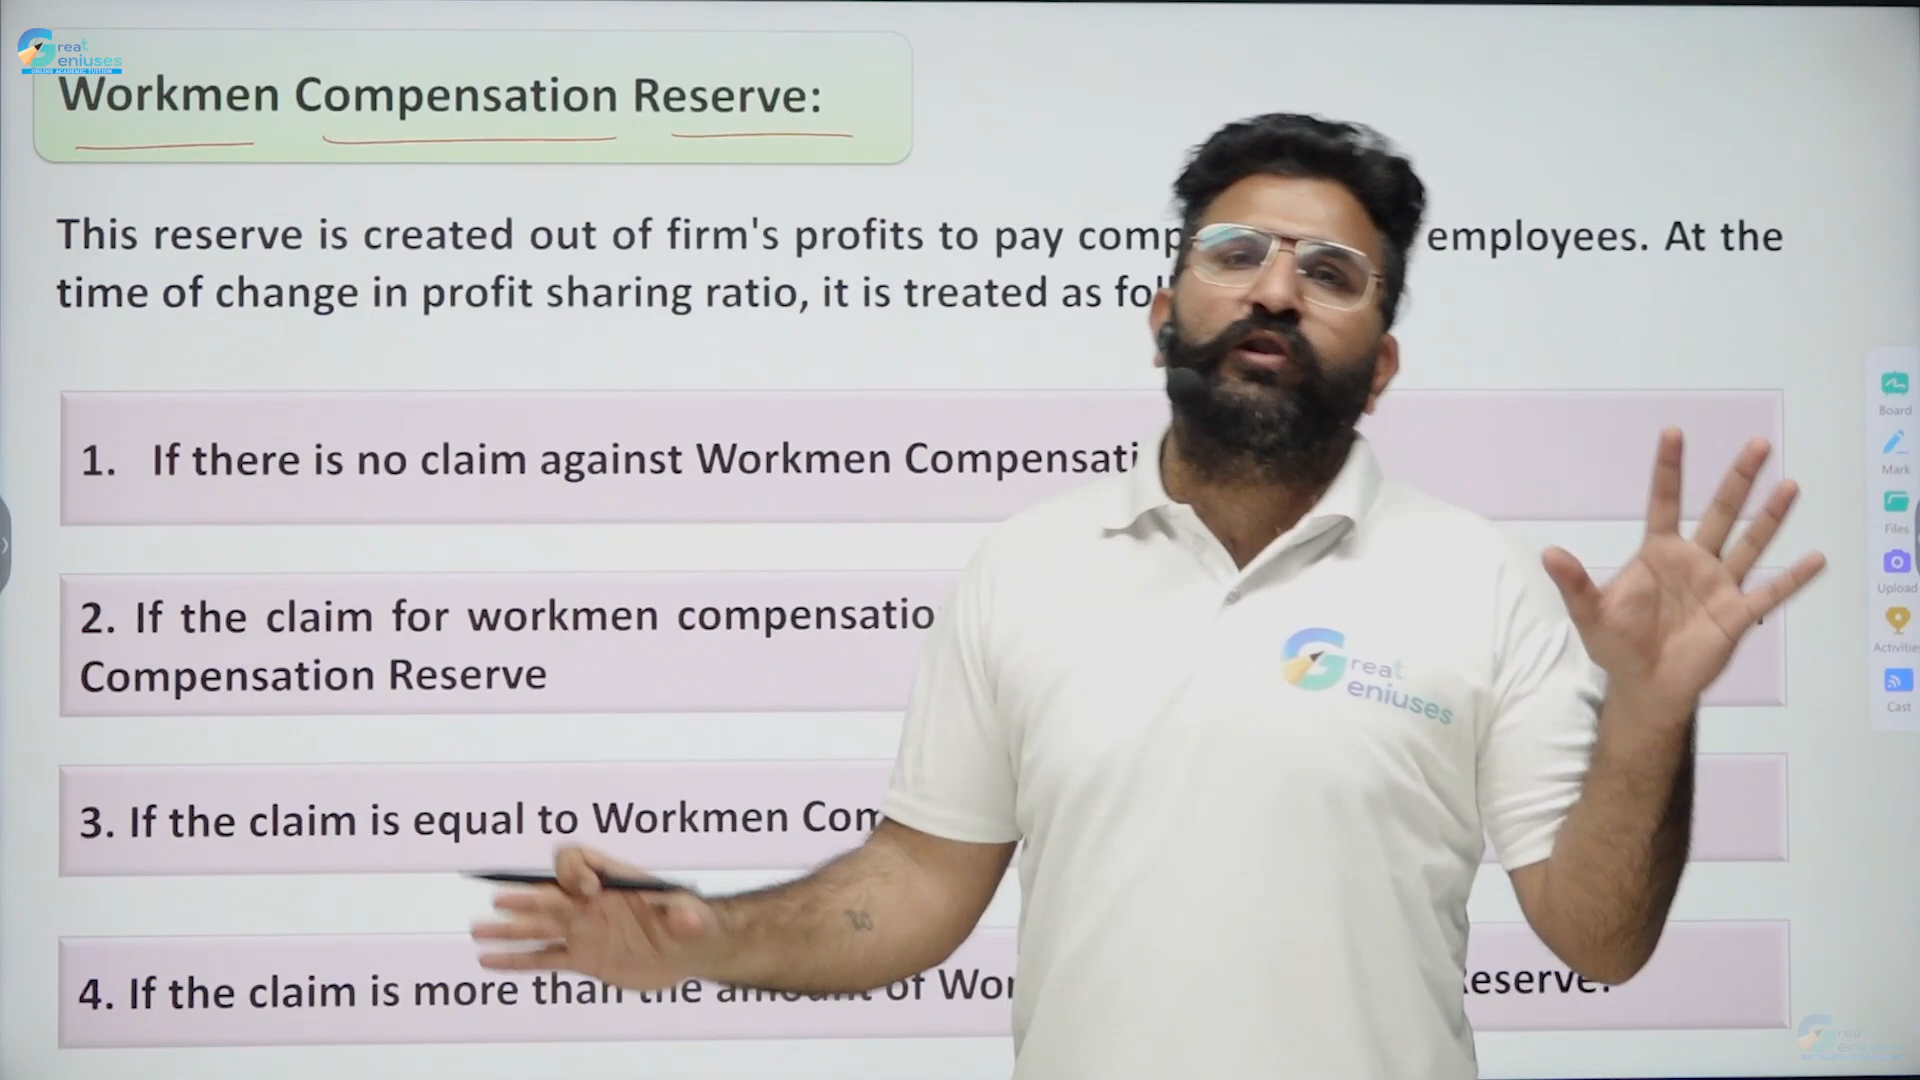 Great
Geniuses
ONLINE ACADEMIC TUITION
Workmen Compensation Reserve:
This reserve is created out of firm's profits to pay comp employees. At the
time of change in profit sharing ratio, it is treated as fol
1. If there is no claim against Workmen Compensati
2. If the claim for workmen compensatio
Compensation Reserve
3. If the claim is equal to Workmen Com
4. If the claim is more than the amount of Wor Reserve.
Great
Geniuses
Board
Mark
Files
Upload
Activitie
Cast